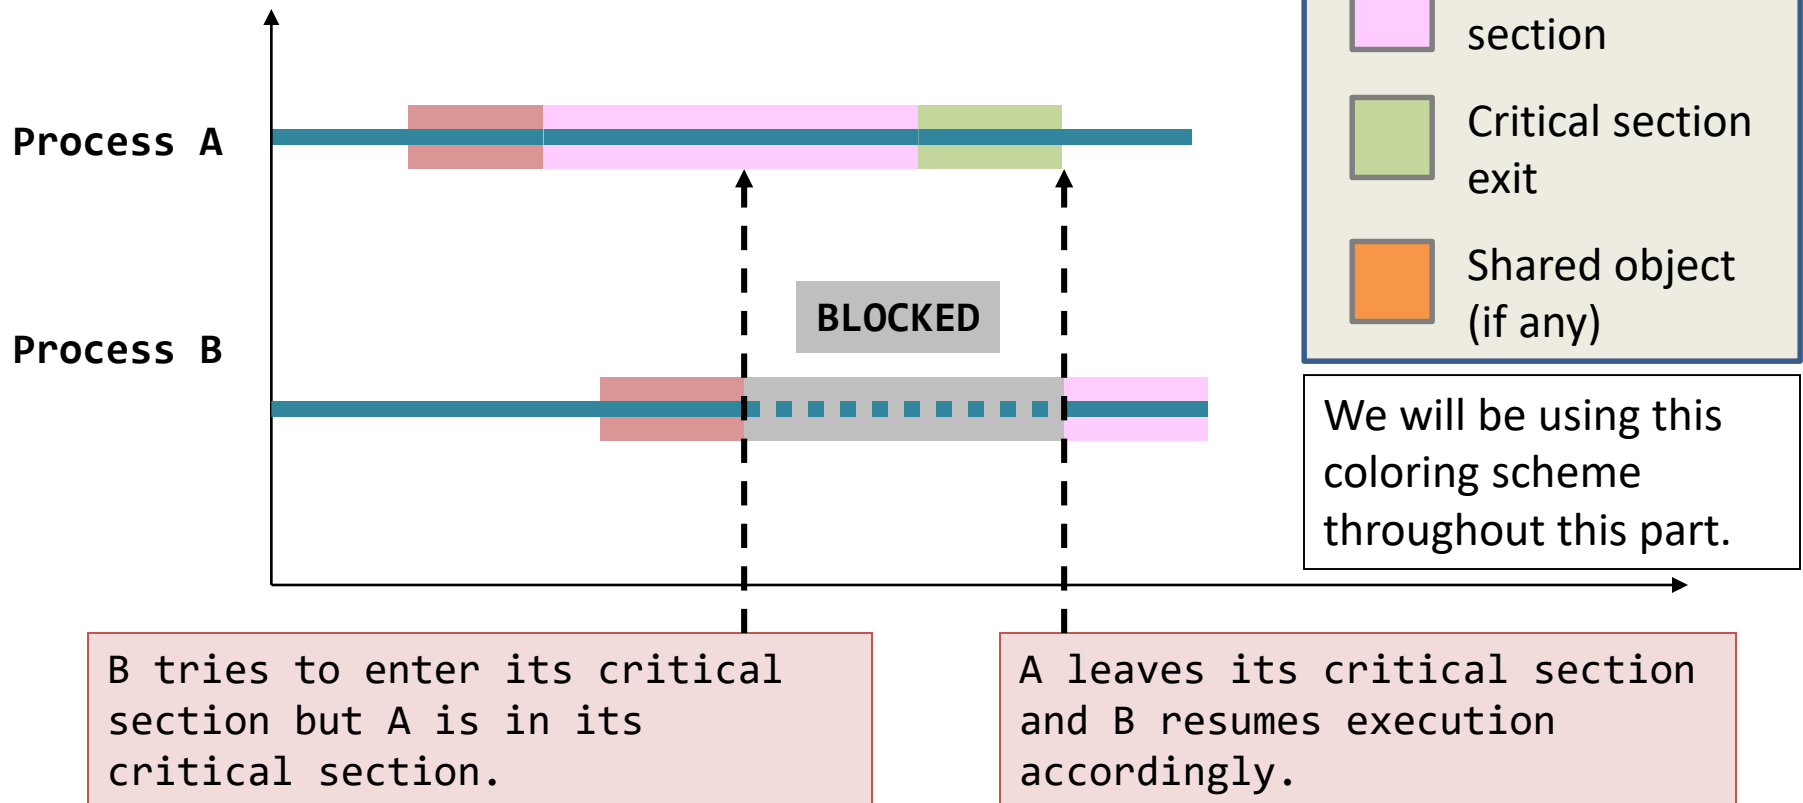 section
Critical section
exit
Shared object
(if any)
Process A
BLOCKED
Process B
We will be using this
coloring scheme
throughout this part.
B tries to enter its critical
section but A is in its
critical section.
A leaves its critical section
and B resumes execution
accordingly.